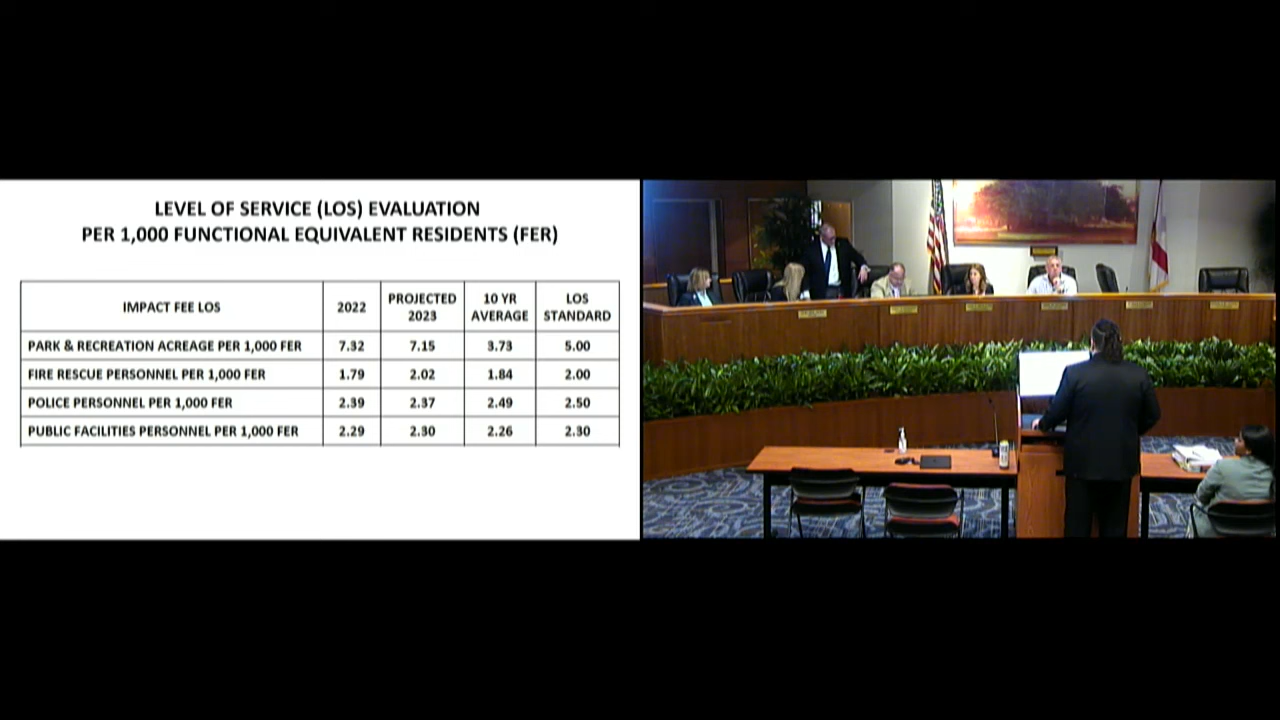 LEVEL OF SERVICE (LOS) EVALUATION
PER 1,000 FUNCTIONAL EQUIVALENT RESIDENTS (FER)
IMPACT FEE LOS 2022 PROJECTED 2023 10 YR AVERAGE LOS STANDARD
PARK & RECREATION ACREAGE PER 1,000 FER 7.32 7.15 3.73 5.00
FIRE RESCUE PERSONNEL PER 1,000 FER 1.79 2.02 1.84 2.00
POLICE PERSONNEL PER 1,000 FER 2.39 2.37 2.49 2.50
PUBLIC FACILITIES PERSONNEL PER 1,000 FER 2.29 2.30 2.26 2.30